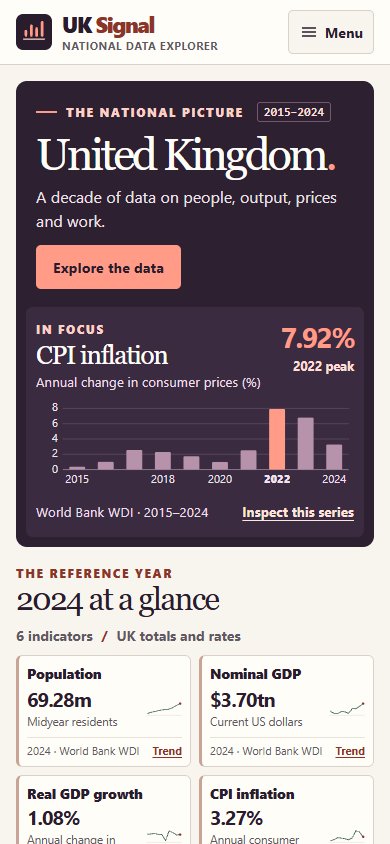 UK Signal
NATIONAL DATA EXPLORER
Menu
THE NATIONAL PICTURE
2015–2024
United Kingdom.
A decade of data on people, output, prices
and work.
Explore the data
IN FOCUS
CPI inflation
Annual change in consumer prices (%)
7.92%
2022 peak
8
6
4
2
0
2015
2018
2020
2022
2024
World Bank WDI · 2015–2024
Inspect this series
THE REFERENCE YEAR
2024 at a glance
6 indicators / UK totals and rates
Population
69.28m
Midyear residents
2024 · World Bank WDI
Trend
Nominal GDP
$3.70tn
Current US dollars
2024 · World Bank WDI
Trend
Real GDP growth
1.08%
Annual change in
CPI inflation
3.27%
Annual consumer